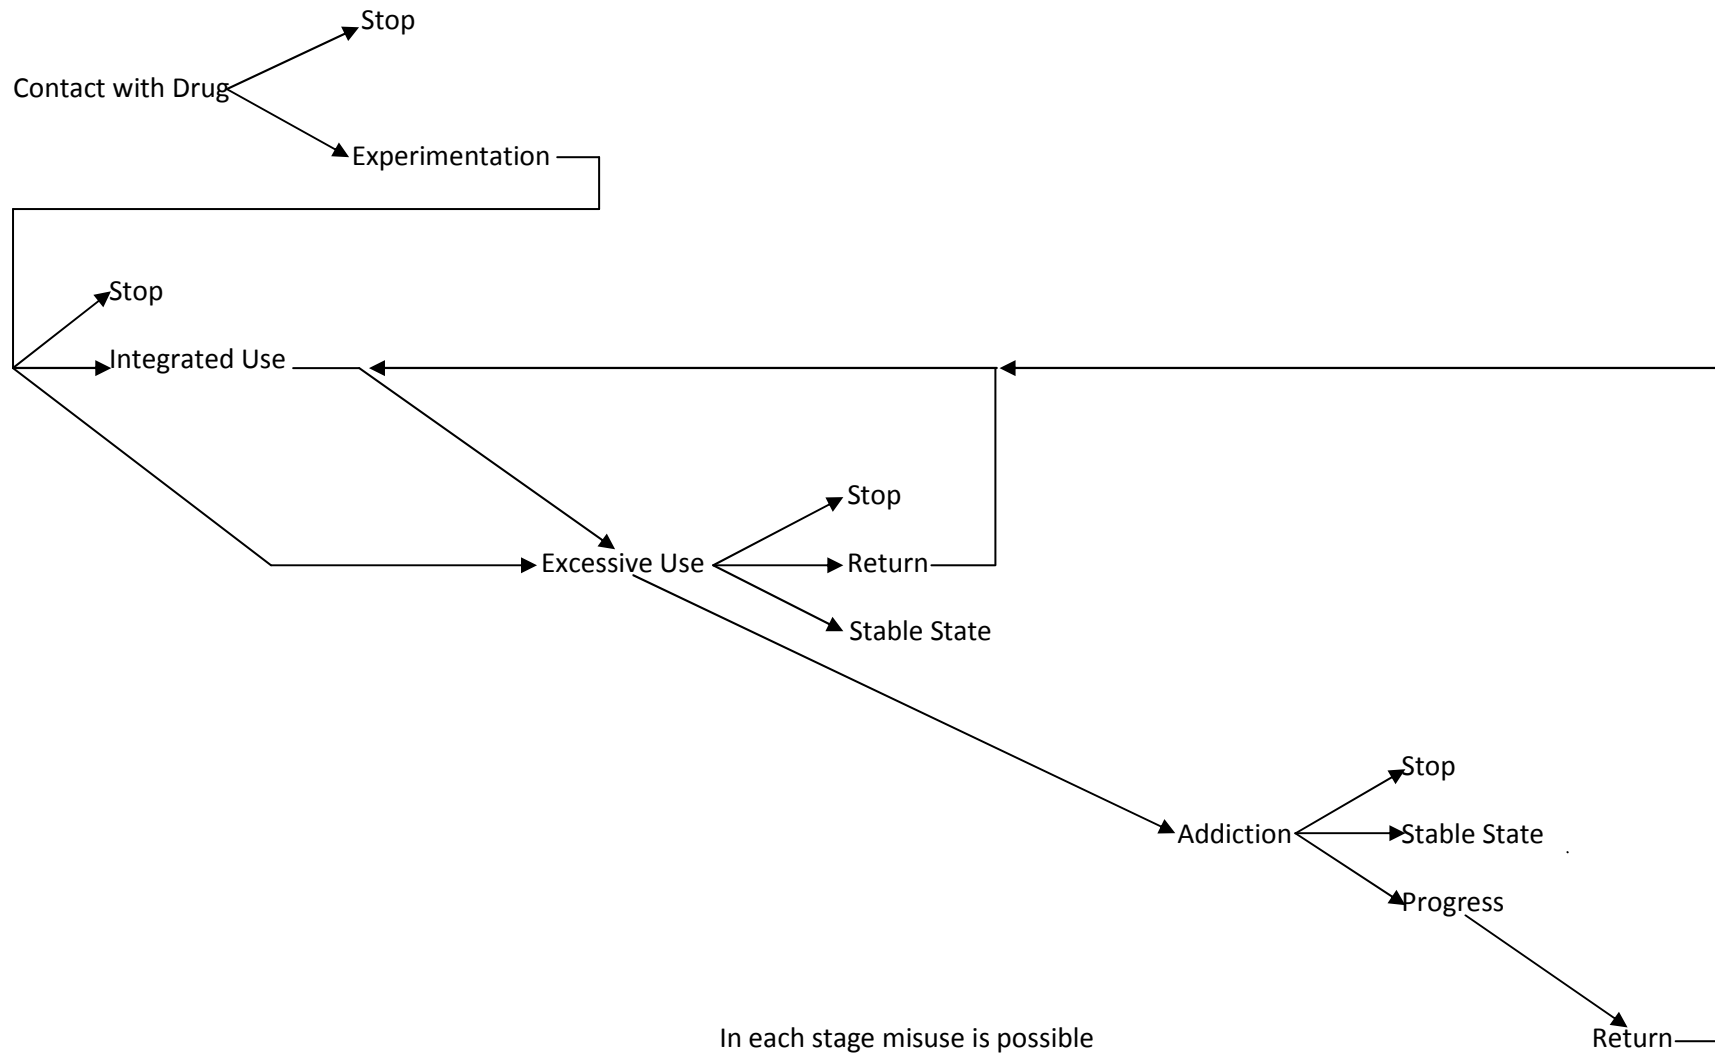 Stop
Contact with Drug
Experimentation
Stop
Integrated Use
Stop
Excessive Use
Return
Stable State
Stop
Addiction
Stable State
Progress
In each stage misuse is possible
Return